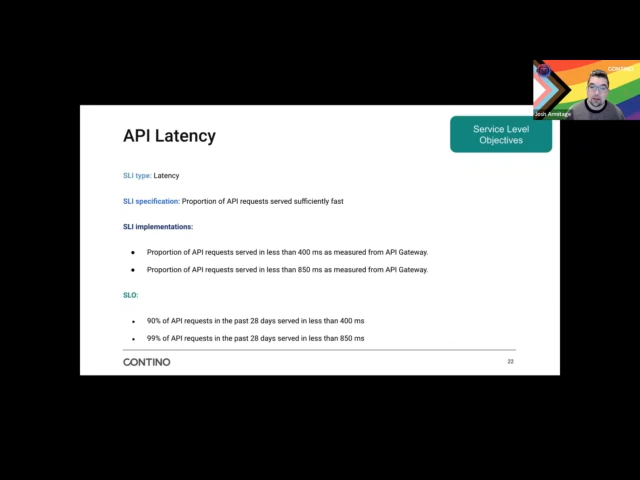 CONTINO
Josh Armitage
API Latency
Service Level
Objectives
SLI type: Latency
SLI specification: Proportion of API requests served sufficiently fast
SLI implementations:
● Proportion of API requests served in less than 400 ms as measured from API Gateway.
● Proportion of API requests served in less than 850 ms as measured from API Gateway.
SLO:
• 90% of API requests in the past 28 days served in less than 400 ms
• 99% of API requests in the past 28 days served in less than 850 ms
CONTINO
22